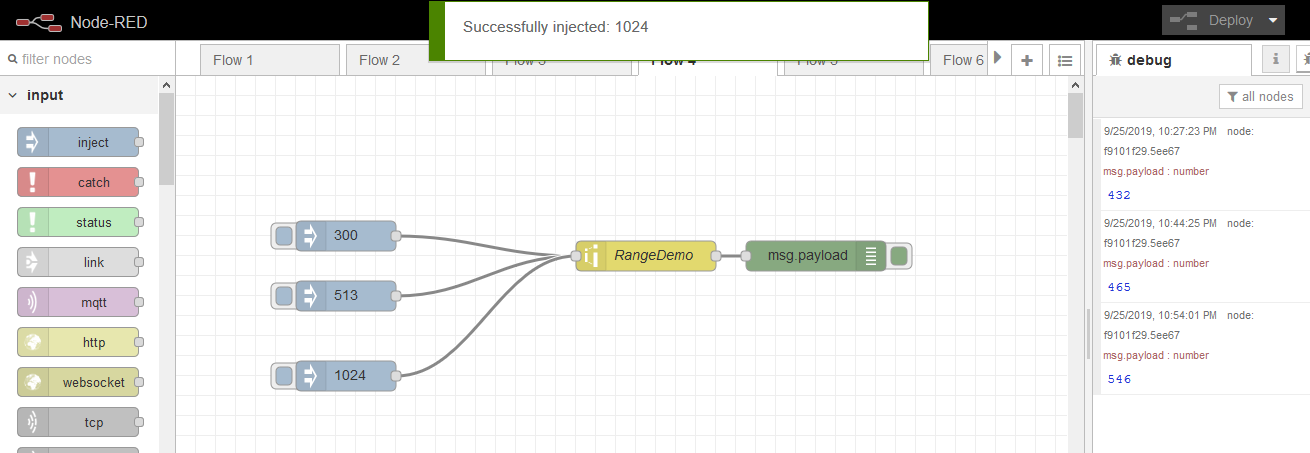 Node-RED
Successfully injected: 1024
Deploy
filter nodes
Flow 1
Flow 2
Flow 3
Flow 4
Flow 5
Flow 6
debug
i
input
all nodes
inject
catch
status
link
mqtt
http
websocket
tcp
300
513
1024
RangeDemo
msg.payload
9/25/2019, 10:27:23 PM node:
f9101f29.5ee67
msg.payload : number
432
9/25/2019, 10:44:25 PM node:
f9101f29.5ee67
msg.payload : number
465
9/25/2019, 10:54:01 PM node:
f9101f29.5ee67
msg.payload : number
546